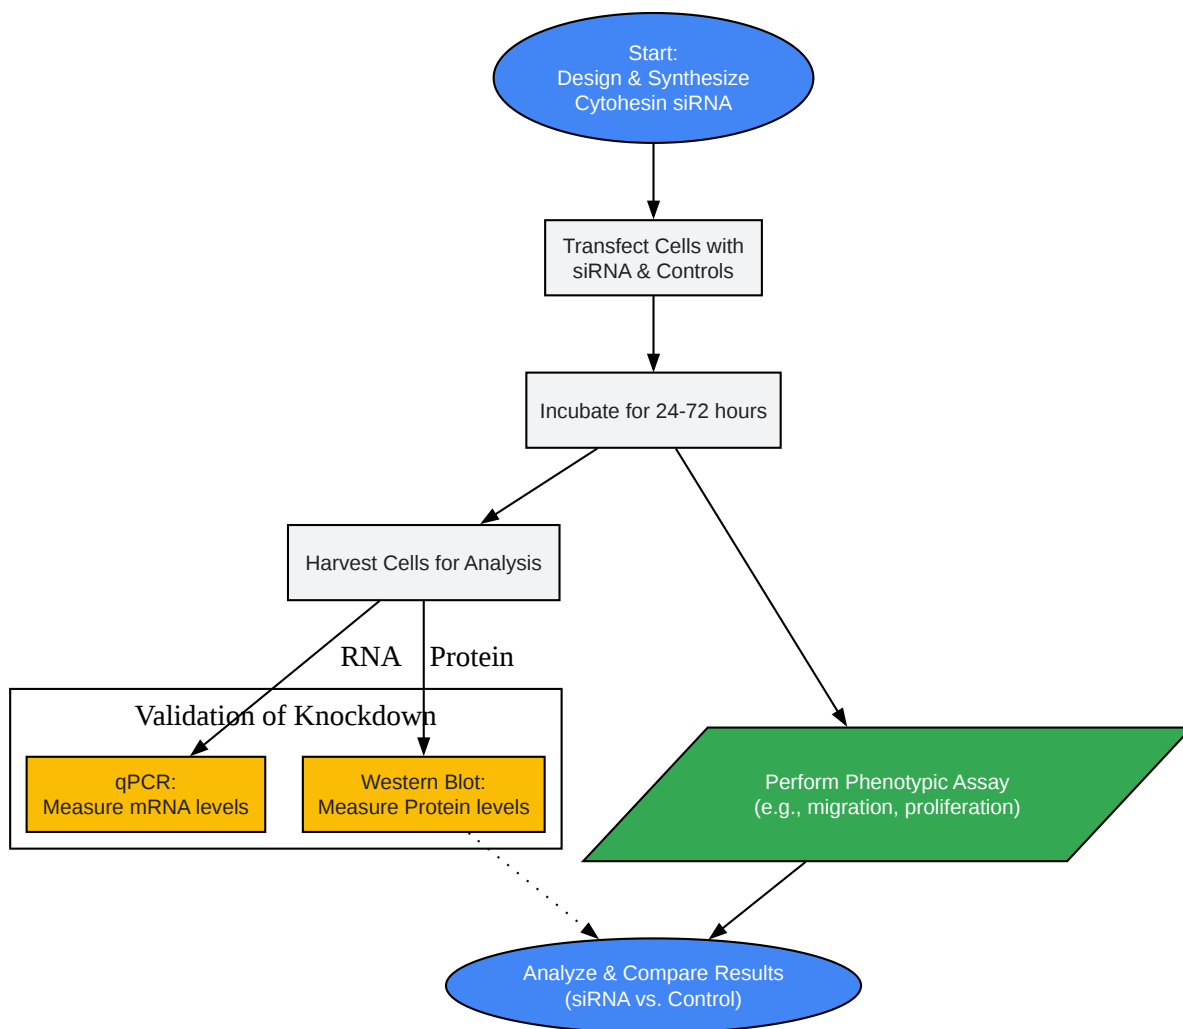 Start:
Design & Synthesize
Cytohesin siRNA
Transfect Cells with
siRNA & Controls
Incubate for 24-72 hours
Harvest Cells for Analysis
RNA
Protein
Validation of Knockdown
qPCR:
Measure mRNA levels
Western Blot:
Measure Protein levels
Perform Phenotypic Assay
(e.g., migration, proliferation)
Analyze & Compare Results
(siRNA vs. Control)